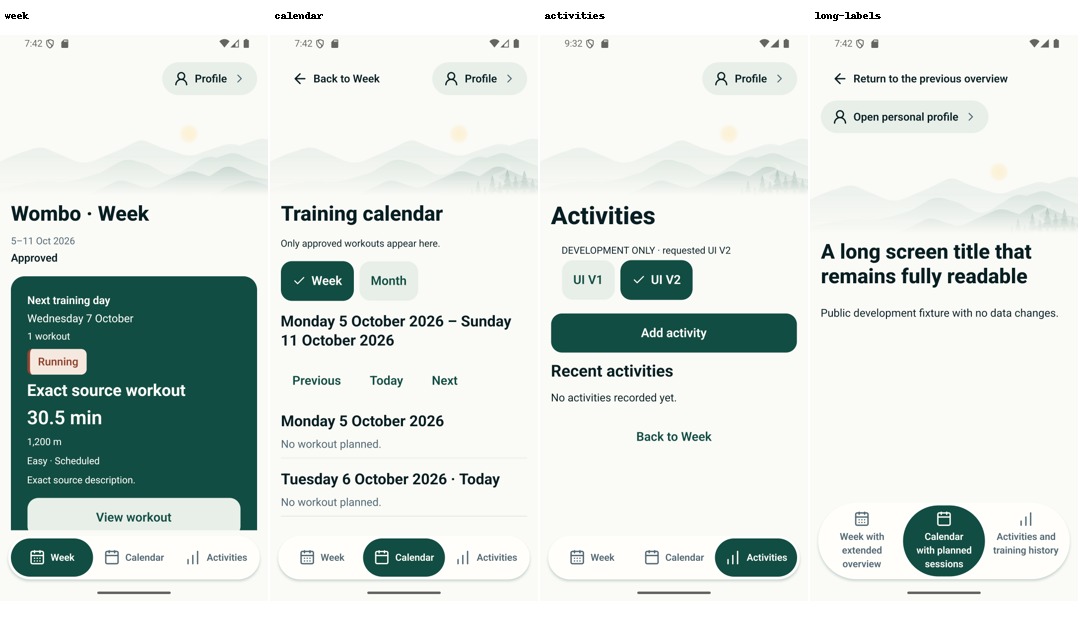 week
7:42
Profile
Wombo · Week
5–11 Oct 2026
Approved
Next training day
Wednesday 7 October
1 workout
Running
Exact source workout
30.5 min
1,200 m
Easy · Scheduled
Exact source description.
View workout
Week
Calendar
Activities
calendar
7:42
Back to Week
Profile
Training calendar
Only approved workouts appear here.
Week
Month
Monday 5 October 2026 – Sunday
11 October 2026
Previous
Today
Next
Monday 5 October 2026
No workout planned.
Tuesday 6 October 2026 · Today
No workout planned.
Week
Calendar
Activities
activities
9:32
Profile
Activities
DEVELOPMENT ONLY · requested UI V2
UI V1
UI V2
Add activity
Recent activities
No activities recorded yet.
Back to Week
Week
Calendar
Activities
long-labels
7:42
Return to the previous overview
Open personal profile
A long screen title that
remains fully readable
Public development fixture with no data changes.
Week with
extended
overview
Calendar
with planned
sessions
Activities and
training history